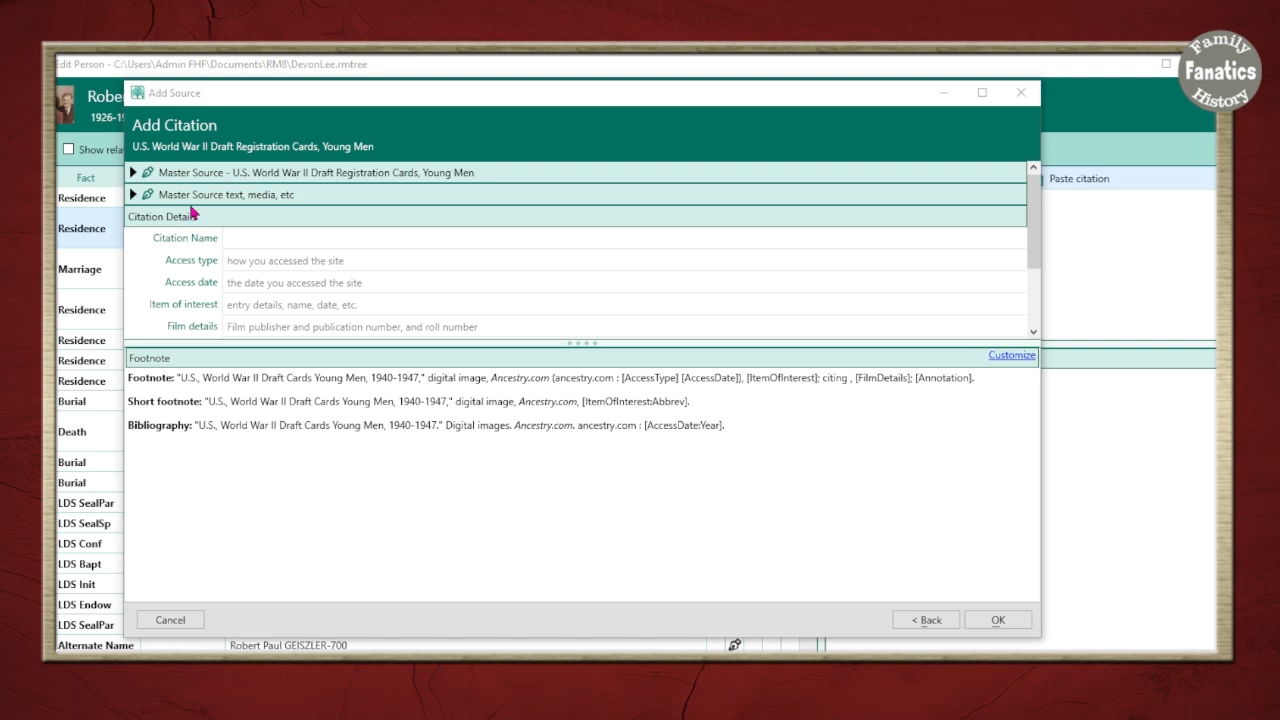 Family
Fanatics
History
Edit Person - C:\Users\Admin FHF\Documents\RM8\DevonLee.rmtree
Add Source
Robe
1926-19
Add Citation
U.S. World War II Draft Registration Cards, Young Men
Show rela
Master Source - U.S. World War II Draft Registration Cards, Young Men
Paste citation
Fact
Master Source text, media, etc
Residence
Citation Details
Residence
Citation Name
Access type how you accessed the site
Marriage
Access date the date you accessed the site
Item of interest entry details, name, date, etc.
Residence
Film details Film publisher and publication number, and roll number
Residence
Footnote Customize
Residence
Footnote: "U.S., World War II Draft Cards Young Men, 1940-1947," digital image, Ancestry.com (ancestry.com : [AccessType] [AccessDate]), [ItemOfInterest]; citing , [FilmDetails]; [Annotation].
Residence
Short footnote: "U.S., World War II Draft Cards Young Men, 1940-1947," digital image, Ancestry.com, [ItemOfInterest:Abbrev].
Burial
Bibliography: "U.S., World War II Draft Cards Young Men, 1940-1947." Digital images. Ancestry.com. ancestry.com : [AccessDate:Year].
Death
Burial
Burial
LDS SealPar
LDS SealSp
LDS Conf
LDS Bapt
LDS Init
LDS Endow
LDS SealPar
Cancel < Back OK
Alternate Name Robert Paul GEISZLER-700